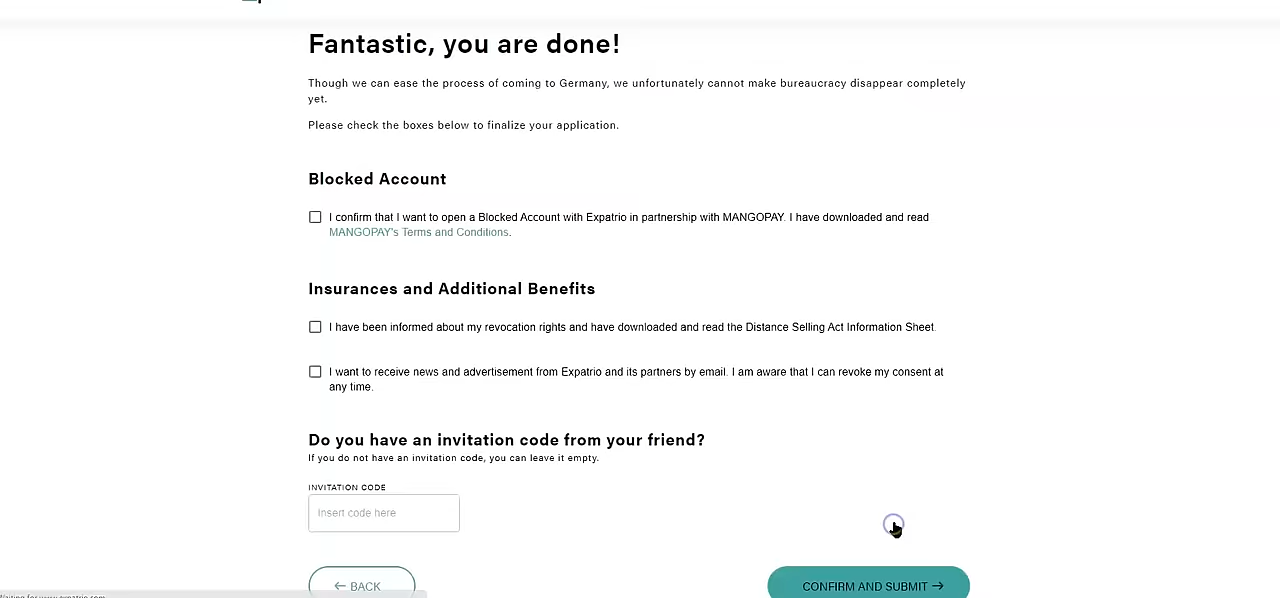 Fantastic, you are done!
Though we can ease the process of coming to Germany, we unfortunately cannot make bureaucracy disappear completely
yet.
Please check the boxes below to finalize your application.
Blocked Account
I confirm that I want to open a Blocked Account with Expatrio in partnership with MANGOPAY. I have downloaded and read
MANGOPAY's Terms and Conditions.
Insurances and Additional Benefits
I have been informed about my revocation rights and have downloaded and read the Distance Selling Act Information Sheet.
I want to receive news and advertisement from Expatrio and its partners by email. I am aware that I can revoke my consent at
any time.
Do you have an invitation code from your friend?
If you do not have an invitation code, you can leave it empty.
INVITATION CODE
Insert code here
← BACK
CONFIRM AND SUBMIT →